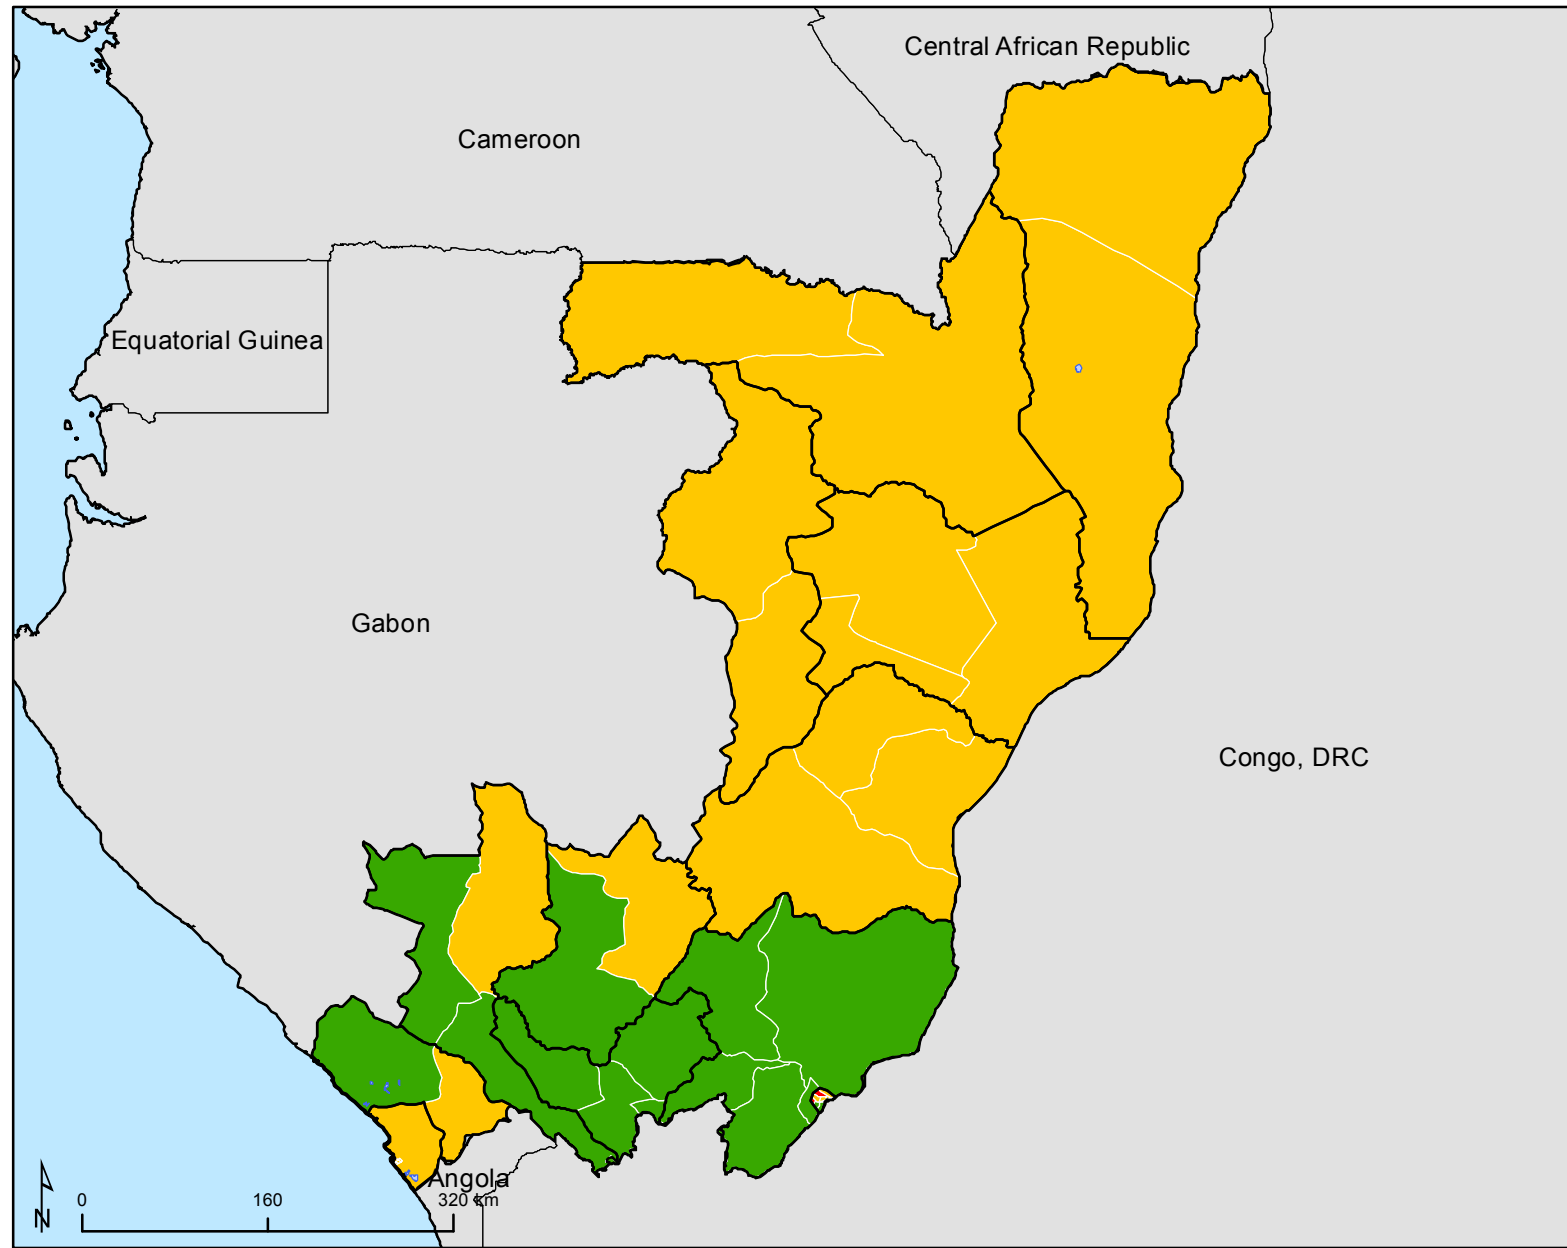 Central African Republic
Cameroon
Equatorial Guinea
Gabon
Congo, DRC
Angola
0 160 320 km
N